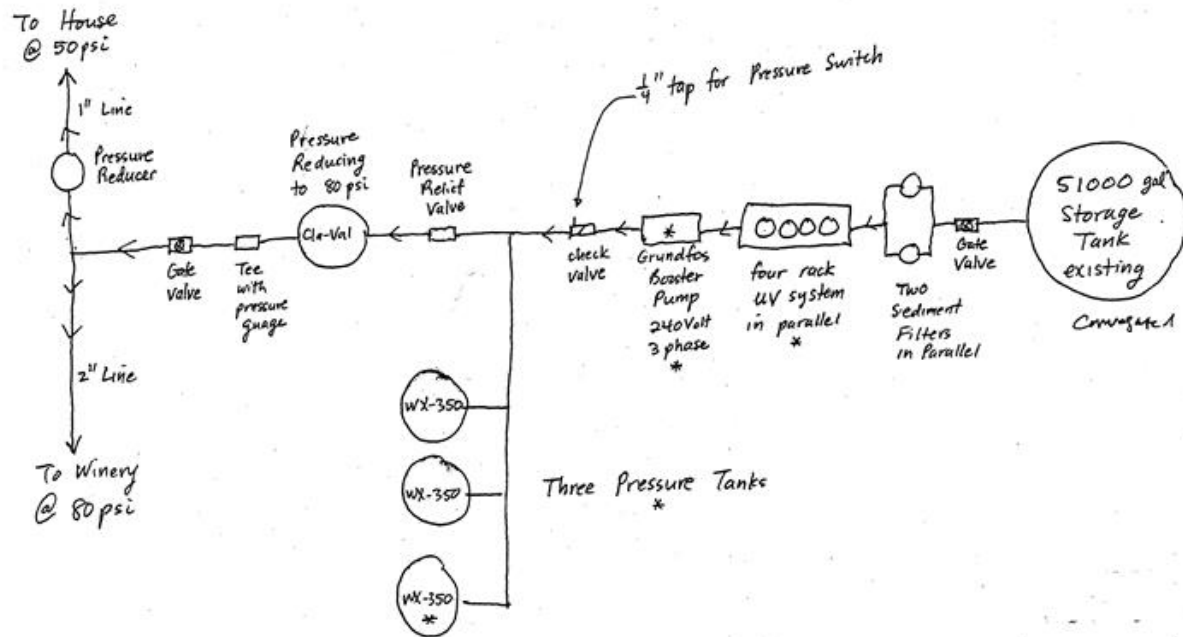 To House
@ 50psi
1" Line
Pressure
Reducer
Pressure
Reducing
to 80 psi
Cla-Val
Pressure
Relief
Valve
1/4" tap for Pressure Switch
check
valve
*
Grundfos
Booster
Pump
240Volt
3 phase
*
four rack
UV system
in parallel
*
Two
Sediment
Filters
in Parallel
Gate
Valve
51000 gal
Storage
Tank
existing
Gate
Valve
Tee
with
pressure
guage
2" Line
To Winery
@ 80psi
WX-350
WX-350
WX-350
*
Three Pressure Tanks
*